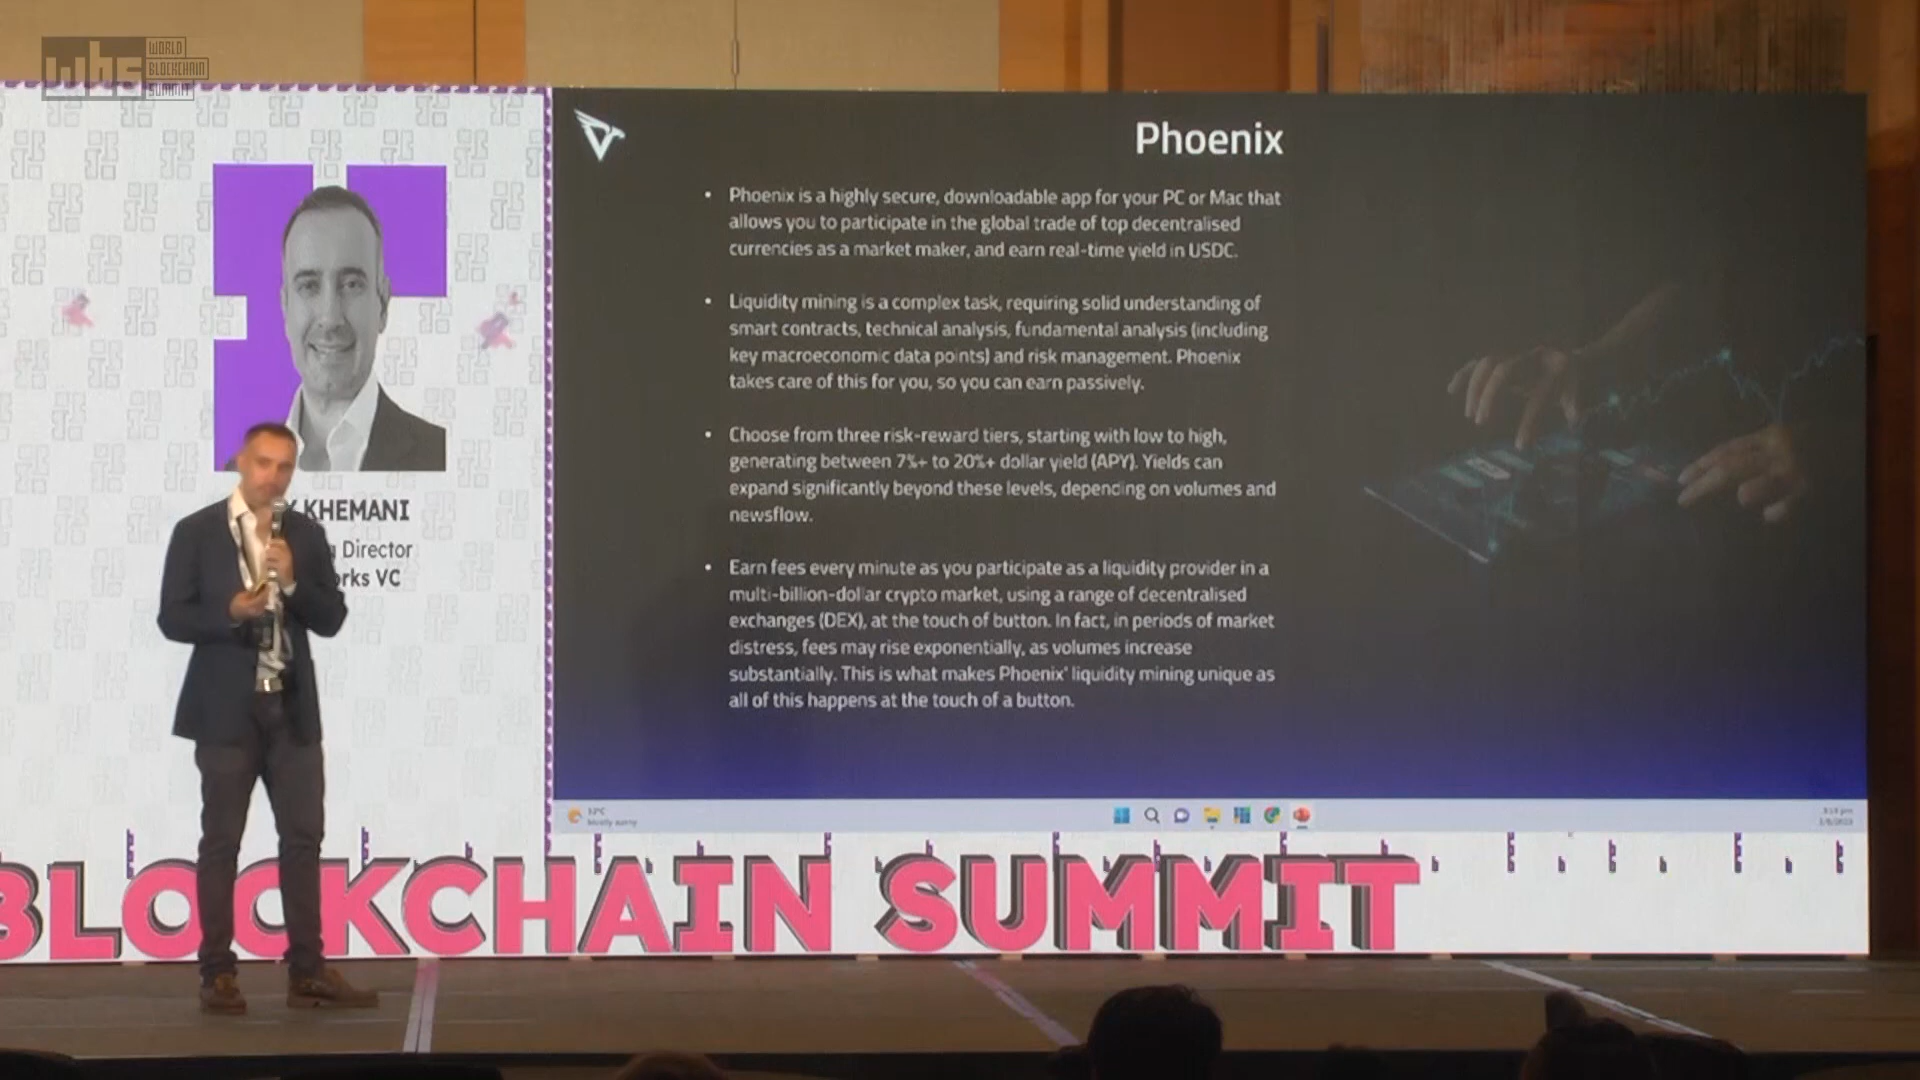 whs WORLD
BLOCKCHAIN
SUMMIT
KHEMANI
Director
VC
Phoenix
• Phoenix is a highly secure, downloadable app for your PC or Mac that
allows you to participate in the global trade of top decentralised
currencies as a market maker, and earn real-time yield in USDC.
• Liquidity mining is a complex task, requiring solid understanding of
smart contracts, technical analysis, fundamental analysis (including
key macroeconomic data points) and risk management. Phoenix
takes care of this for you, so you can earn passively.
• Choose from three risk-reward tiers, starting with low to high,
generating between 7%+ to 20%+ dollar yield (APY). Yields can
expand significantly beyond these levels, depending on volumes and
newsflow.
• Earn fees every minute as you participate as a liquidity provider in a
multi-billion-dollar crypto market, using a range of decentralised
exchanges (DEX), at the touch of button. In fact, in periods of market
distress, fees may rise exponentially, as volumes increase
substantially. This is what makes Phoenix' liquidity mining unique as
all of this happens at the touch of a button.
Mostly sunny
BLOCKCHAIN SUMMIT